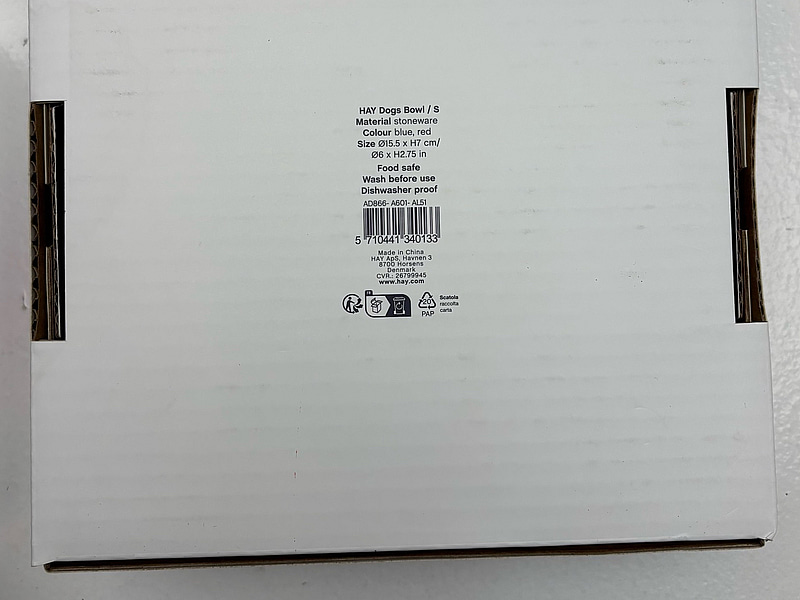 HAY Dogs Bowl / S
Material stoneware
Colour blue, red
Size Ø15.5 x H7 cm/
Ø6 x H2.75 in
Food safe
Wash before use
Dishwasher proof
AD866- A601- AL51
5 710441 340133
Made in China
HAY ApS, Havnen 3
8700 Horsens
Denmark
CVR.: 26799945
www.hay.com
FR
20
PAP
Scatola
raccolta
carta